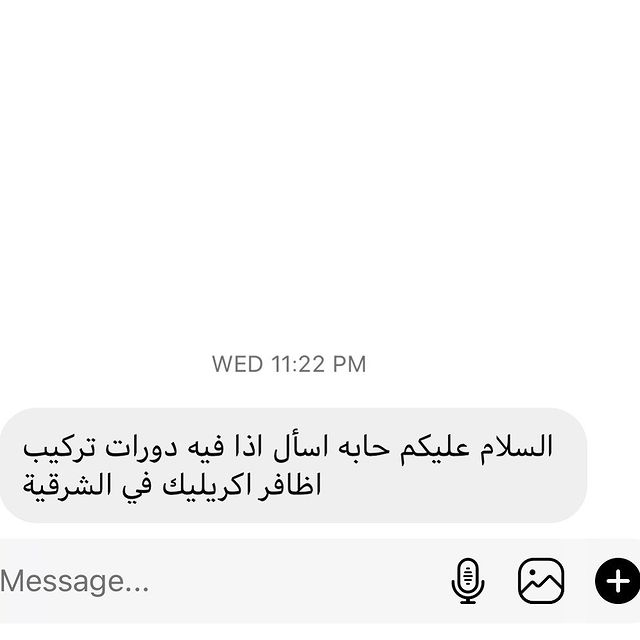 WED 11:22 PM
السلام عليكم حابه اسأل اذا فيه دورات تركيب
اظافر اكريليك في الشرقية
Message...